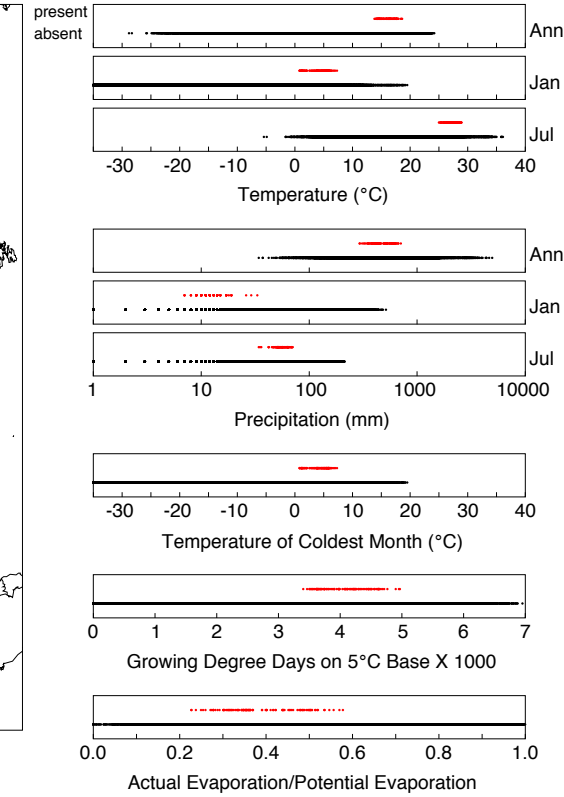 present
absent
Ann
Jan
Jul
-30 -20 -10 0 10 20 30 40
Temperature (°C)
Ann
Jan
Jul
1 10 100 1000 10000
Precipitation (mm)
-30 -20 -10 0 10 20 30 40
Temperature of Coldest Month (°C)
0 1 2 3 4 5 6 7
Growing Degree Days on 5°C Base X 1000
0.0 0.2 0.4 0.6 0.8 1.0
Actual Evaporation/Potential Evaporation